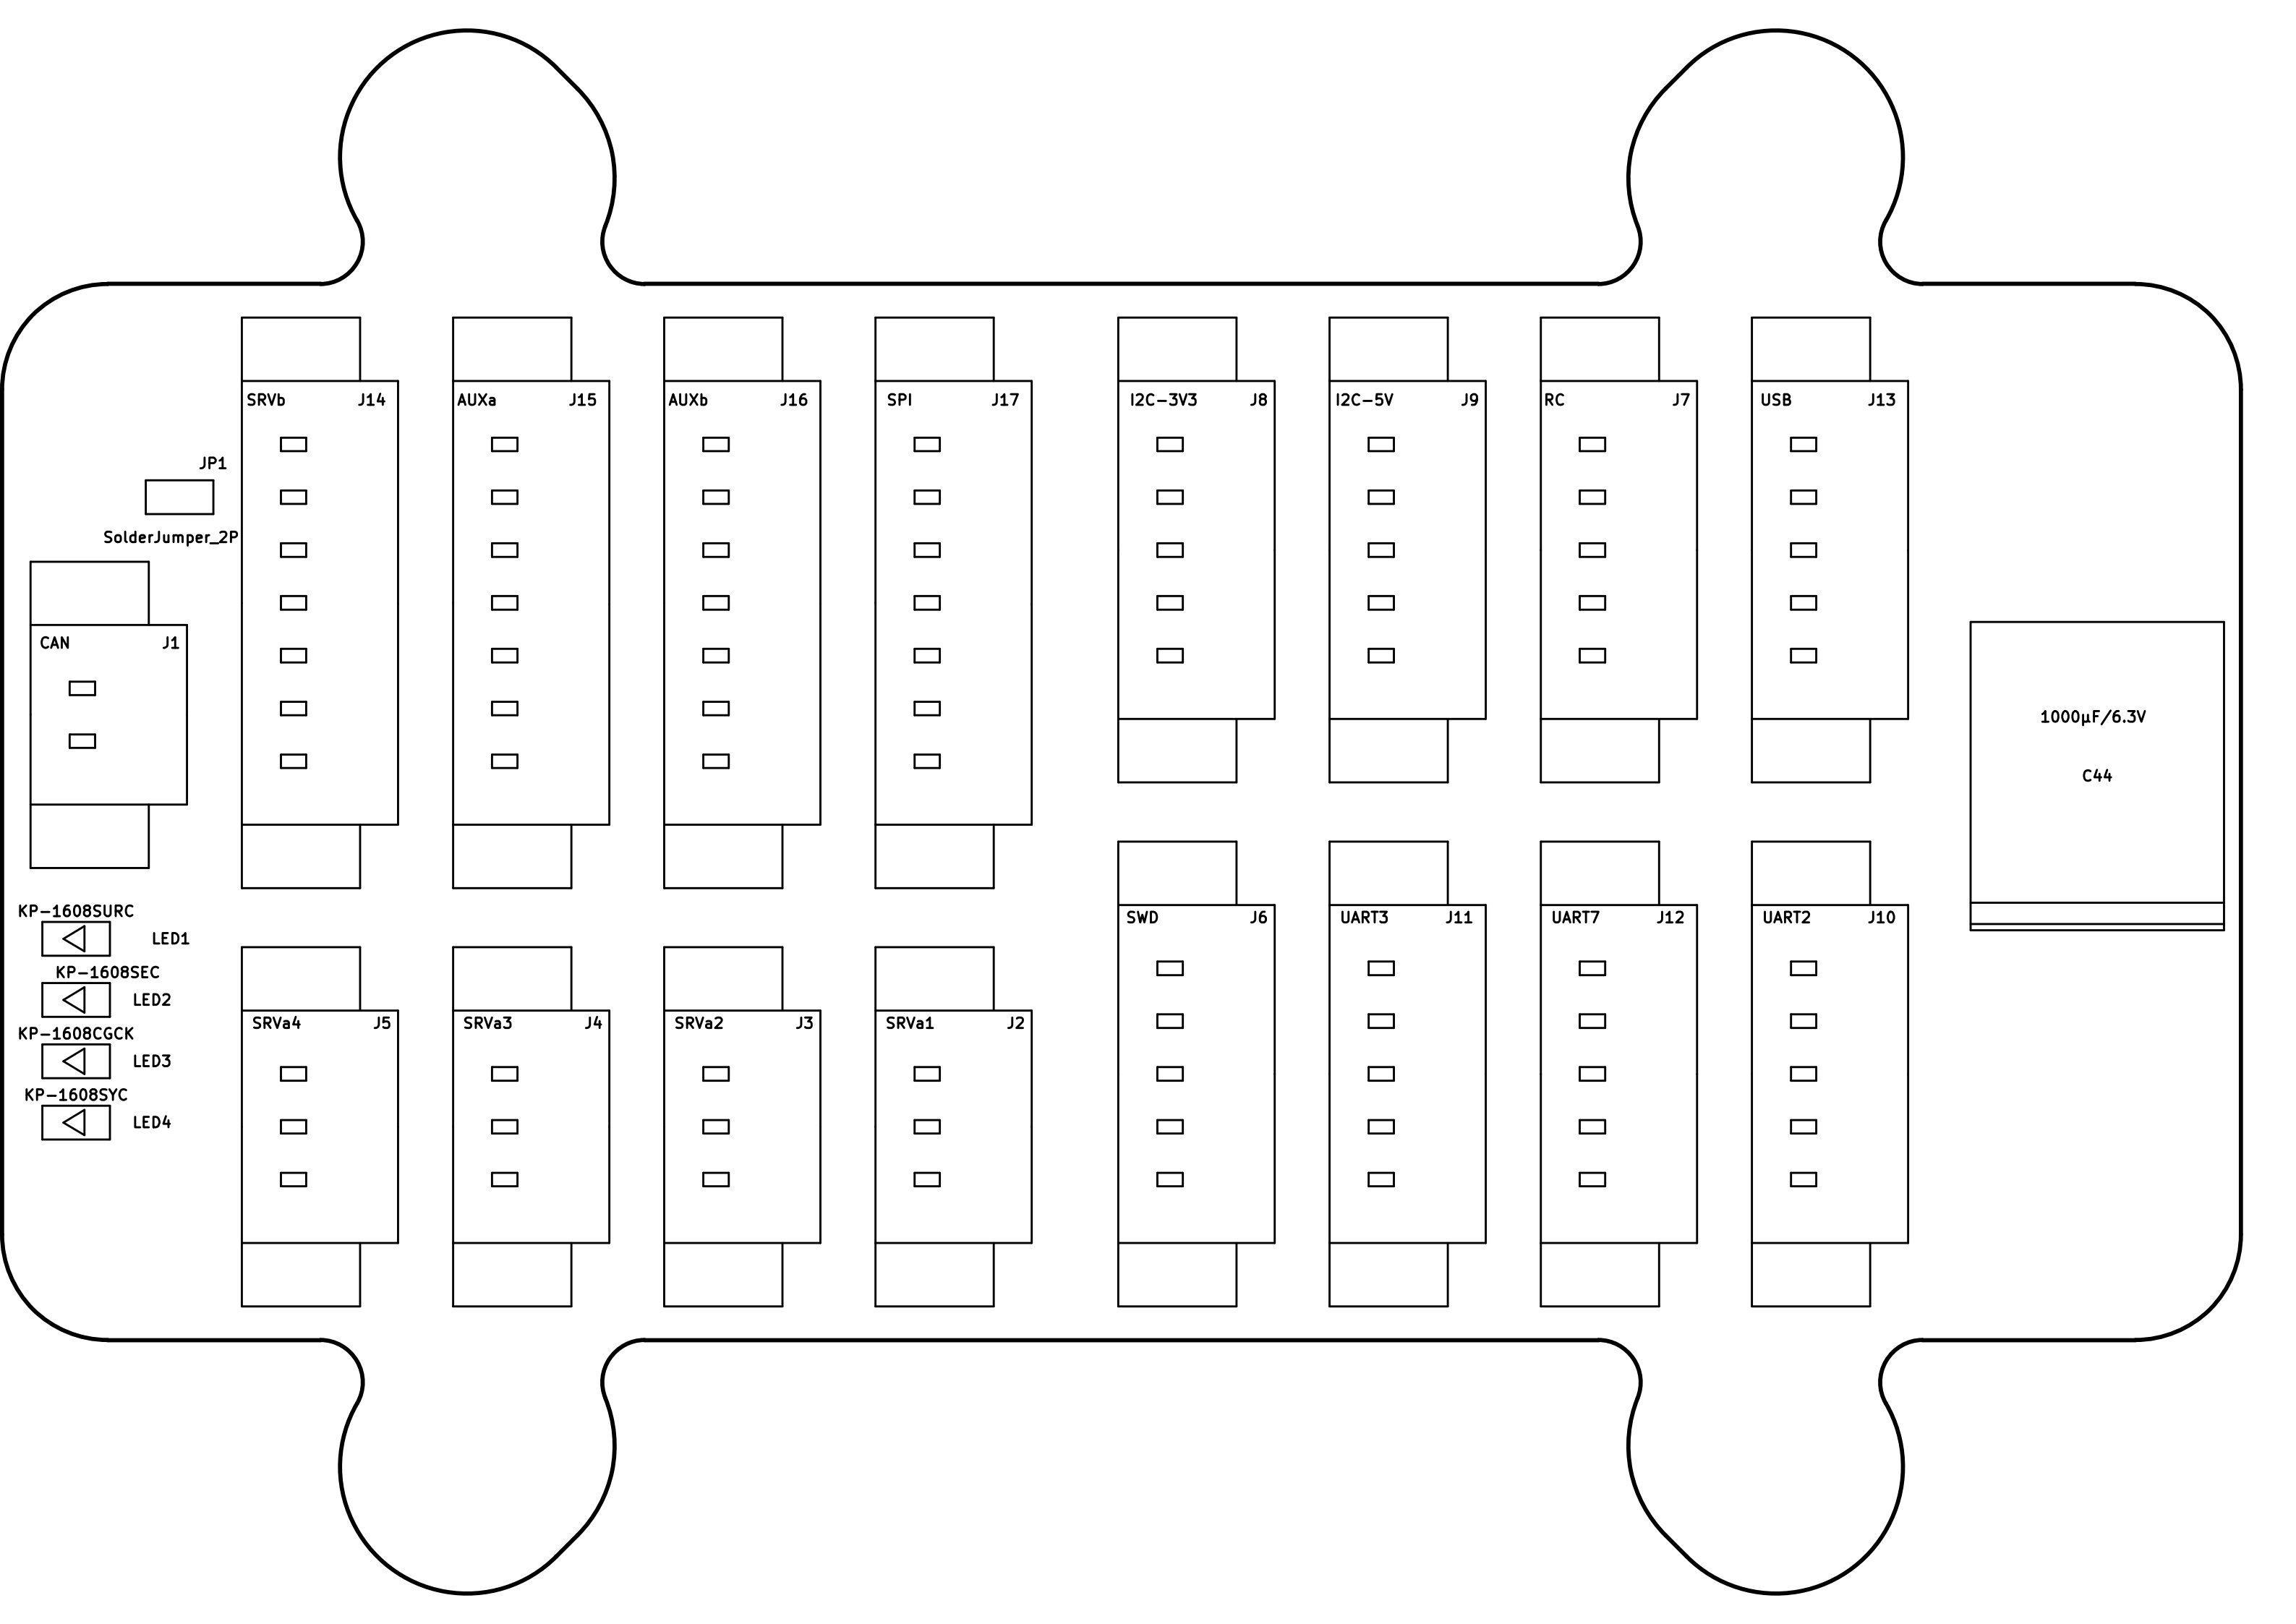 SRVb J14
AUXa J15
AUXb J16
SPI J17
I2C-3V3 J8
I2C-5V J9
RC J7
USB J13
JP1
SolderJumper_2P
CAN J1
1000µF/6.3V
C44
KP-1608SURC
LED1
KP-1608SEC
LED2
KP-1608CGCK
LED3
KP-1608SYC
LED4
SWD J6
UART3 J11
UART7 J12
UART2 J10
SRVa4 J5
SRVa3 J4
SRVa2 J3
SRVa1 J2